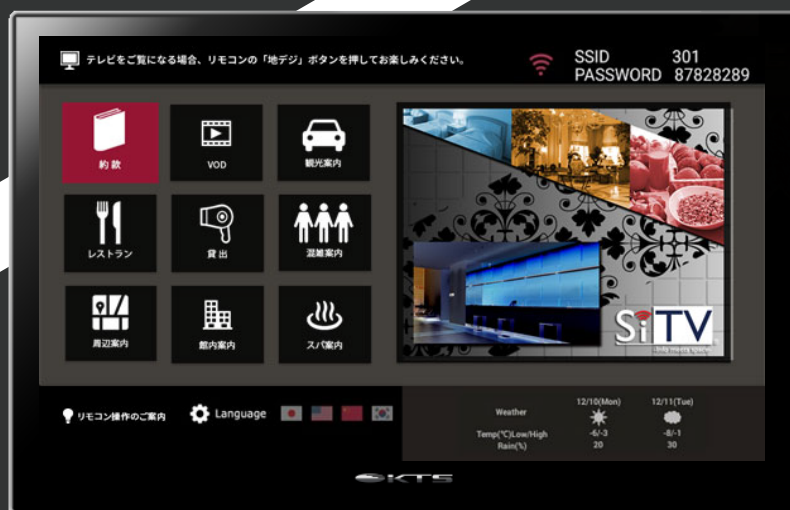 テレビをご覧になる場合、リモコンの「地デジ」ボタンを押してお楽しみください。
SSID 301
PASSWORD 87828289
約款
VOD
観光案内
レストラン
貸出
混雑案内
周辺案内
館内案内
スパ案内
SiTV
リモコン操作のご案内
Language
Weather 12/10(Mon) 12/11(Tue)
Temp(℃)Low/High -6/-3 -8/-1
Rain(%) 20 30
KTS